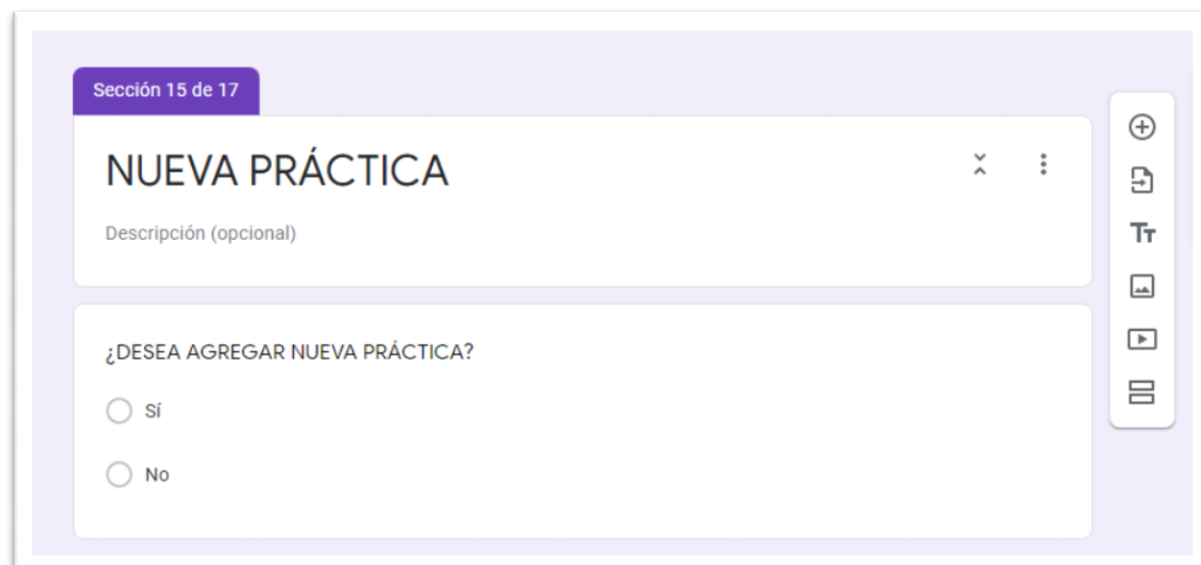 Sección 15 de 17
NUEVA PRÁCTICA
Descripción (opcional)
¿DESEA AGREGAR NUEVA PRÁCTICA?
Sí
No